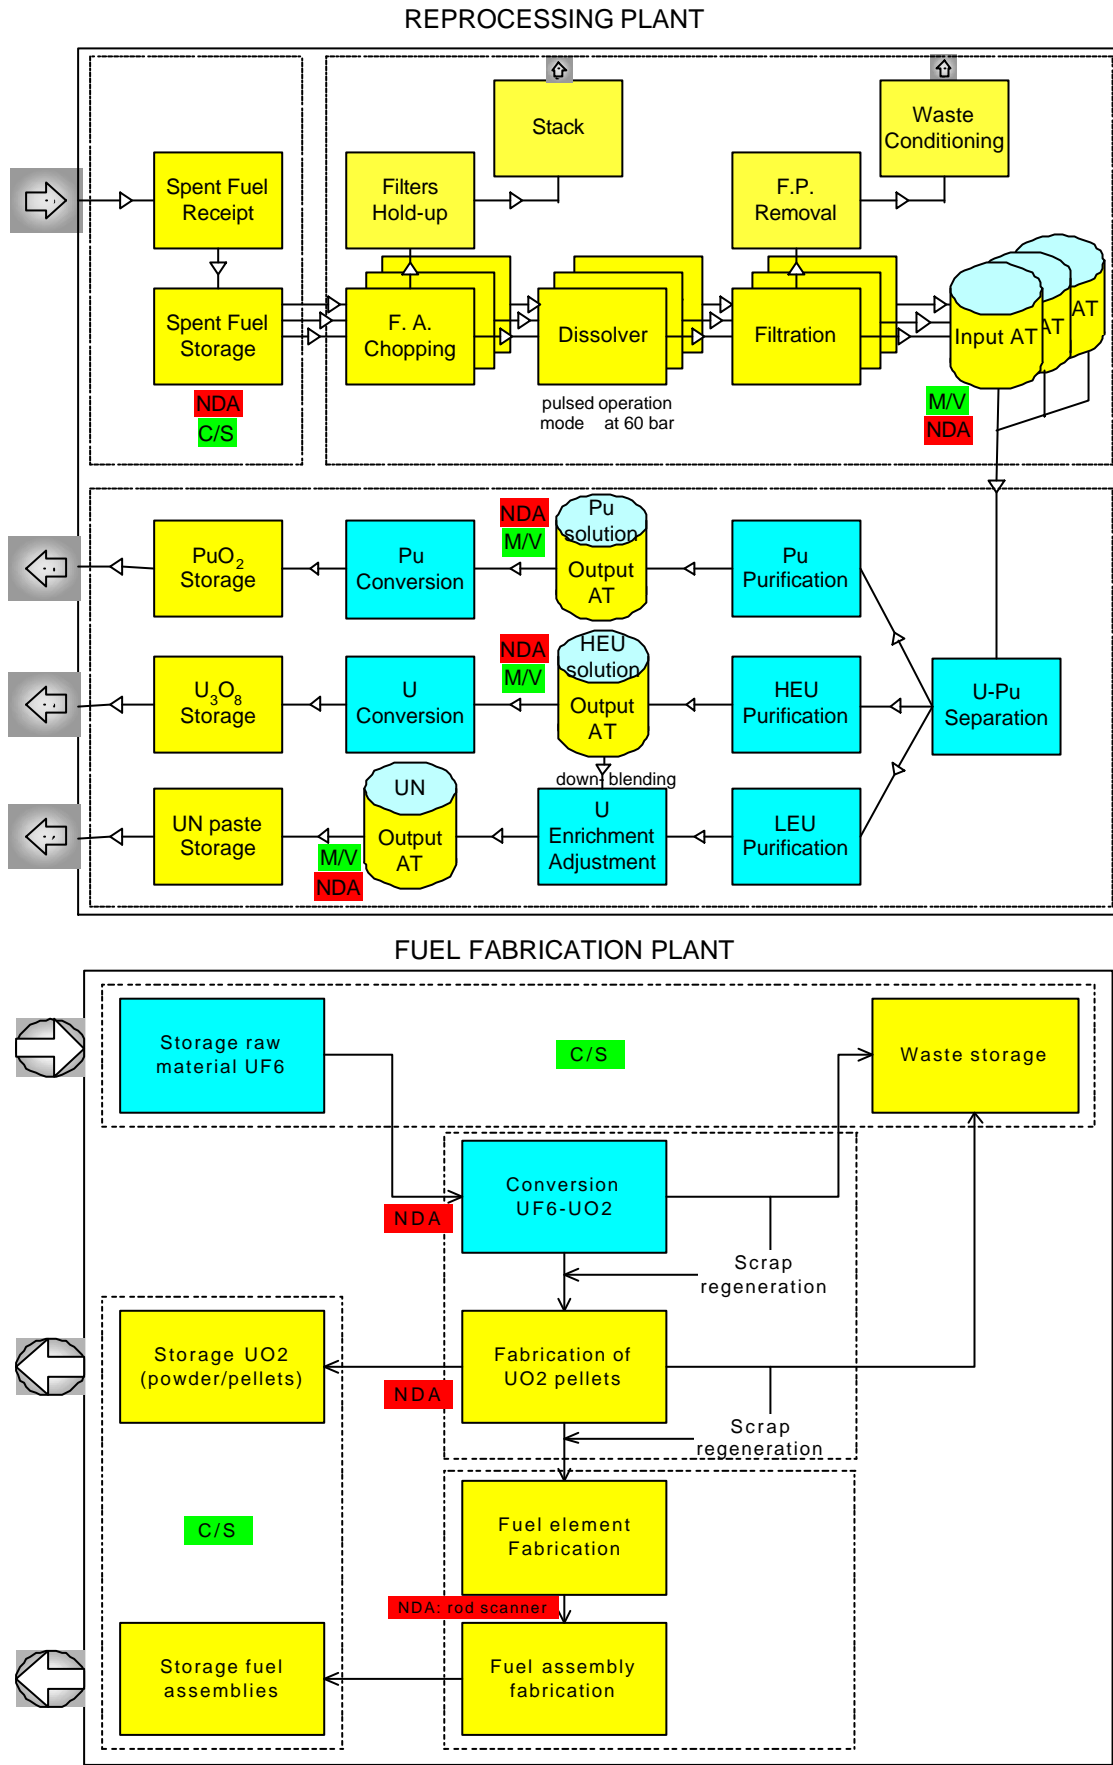 REPROCESSING PLANT
Stack
Waste
Conditioning
Spent Fuel
Receipt
Filters
Hold-up
F.P.
Removal
Spent Fuel
Storage
F. A.
Chopping
Dissolver
Filtration
Input AT
AT
AT
NDA
C/S
pulsed operation
mode at 60 bar
M/V
NDA
PuO2
Storage
Pu
Conversion
NDA
M/V
Pu
solution
Output
AT
Pu
Purification
U3O8
Storage
U
Conversion
NDA
M/V
HEU
solution
Output
AT
HEU
Purification
U-Pu
Separation
down- blending
UN paste
Storage
M/V
NDA
UN
Output
AT
U
Enrichment
Adjustment
LEU
Purification
FUEL FABRICATION PLANT
Storage raw
material UF6
C/S
Waste storage
Conversion
UF6-UO2
NDA
Scrap
regeneration
Storage UO2
(powder/pellets)
Fabrication of
UO2 pellets
NDA
Scrap
regeneration
C/S
Fuel element
Fabrication
NDA: rod scanner
Storage fuel
assemblies
Fuel assembly
fabrication